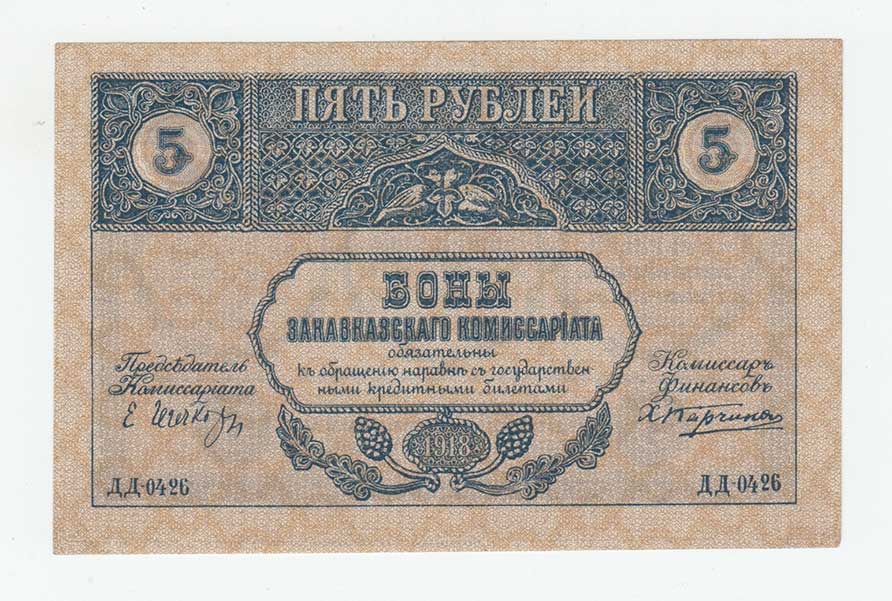 ПЯТЬ РУБЛЕЙ
5
5
БОНЫ
ЗАКАВКАЗСКАГО КОМИССАРІАТА
обязательны
къ обращенію наравнѣ съ государствен-
ными кредитными билетами
Предсѣдатель
Комиссаріата
Комиссаръ
Финансовъ
1918
ДД-0426
ДД-0426